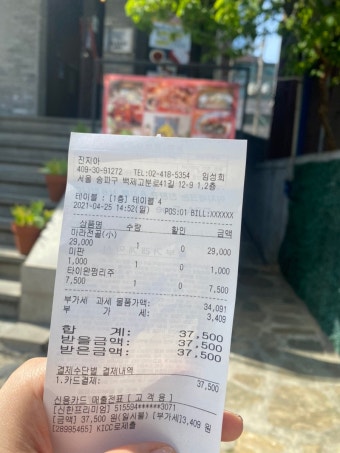 진지아
409-30-91272 TEL:02-418-5354 임성희
서울 송파구 백제고분로41길 12-9 1,2층
테이블 : [1층] 테이블 4
2021-04-25 14:52(일) POS:01 BILL:XXXXXX
상품명 수량 할인 금액
마라전골(小)
29,000 1 0 29,000
미판
1,000 1 0 1,000
타이완펑리주
7,500 1 0 7,500
부가세 과세 물품가액: 34,091
부 가 세: 3,409
합 계: 37,500
받을금액: 37,500
받은금액: 37,500
결제수단별 결제내역
1.카드결제: 37,500
신용카드 매출전표 [고객용]
[신한프리미엄] 515594******3071
[금액] 37,500 원(일시불) [부가세]3,409 원
[28995465] KICC로제출